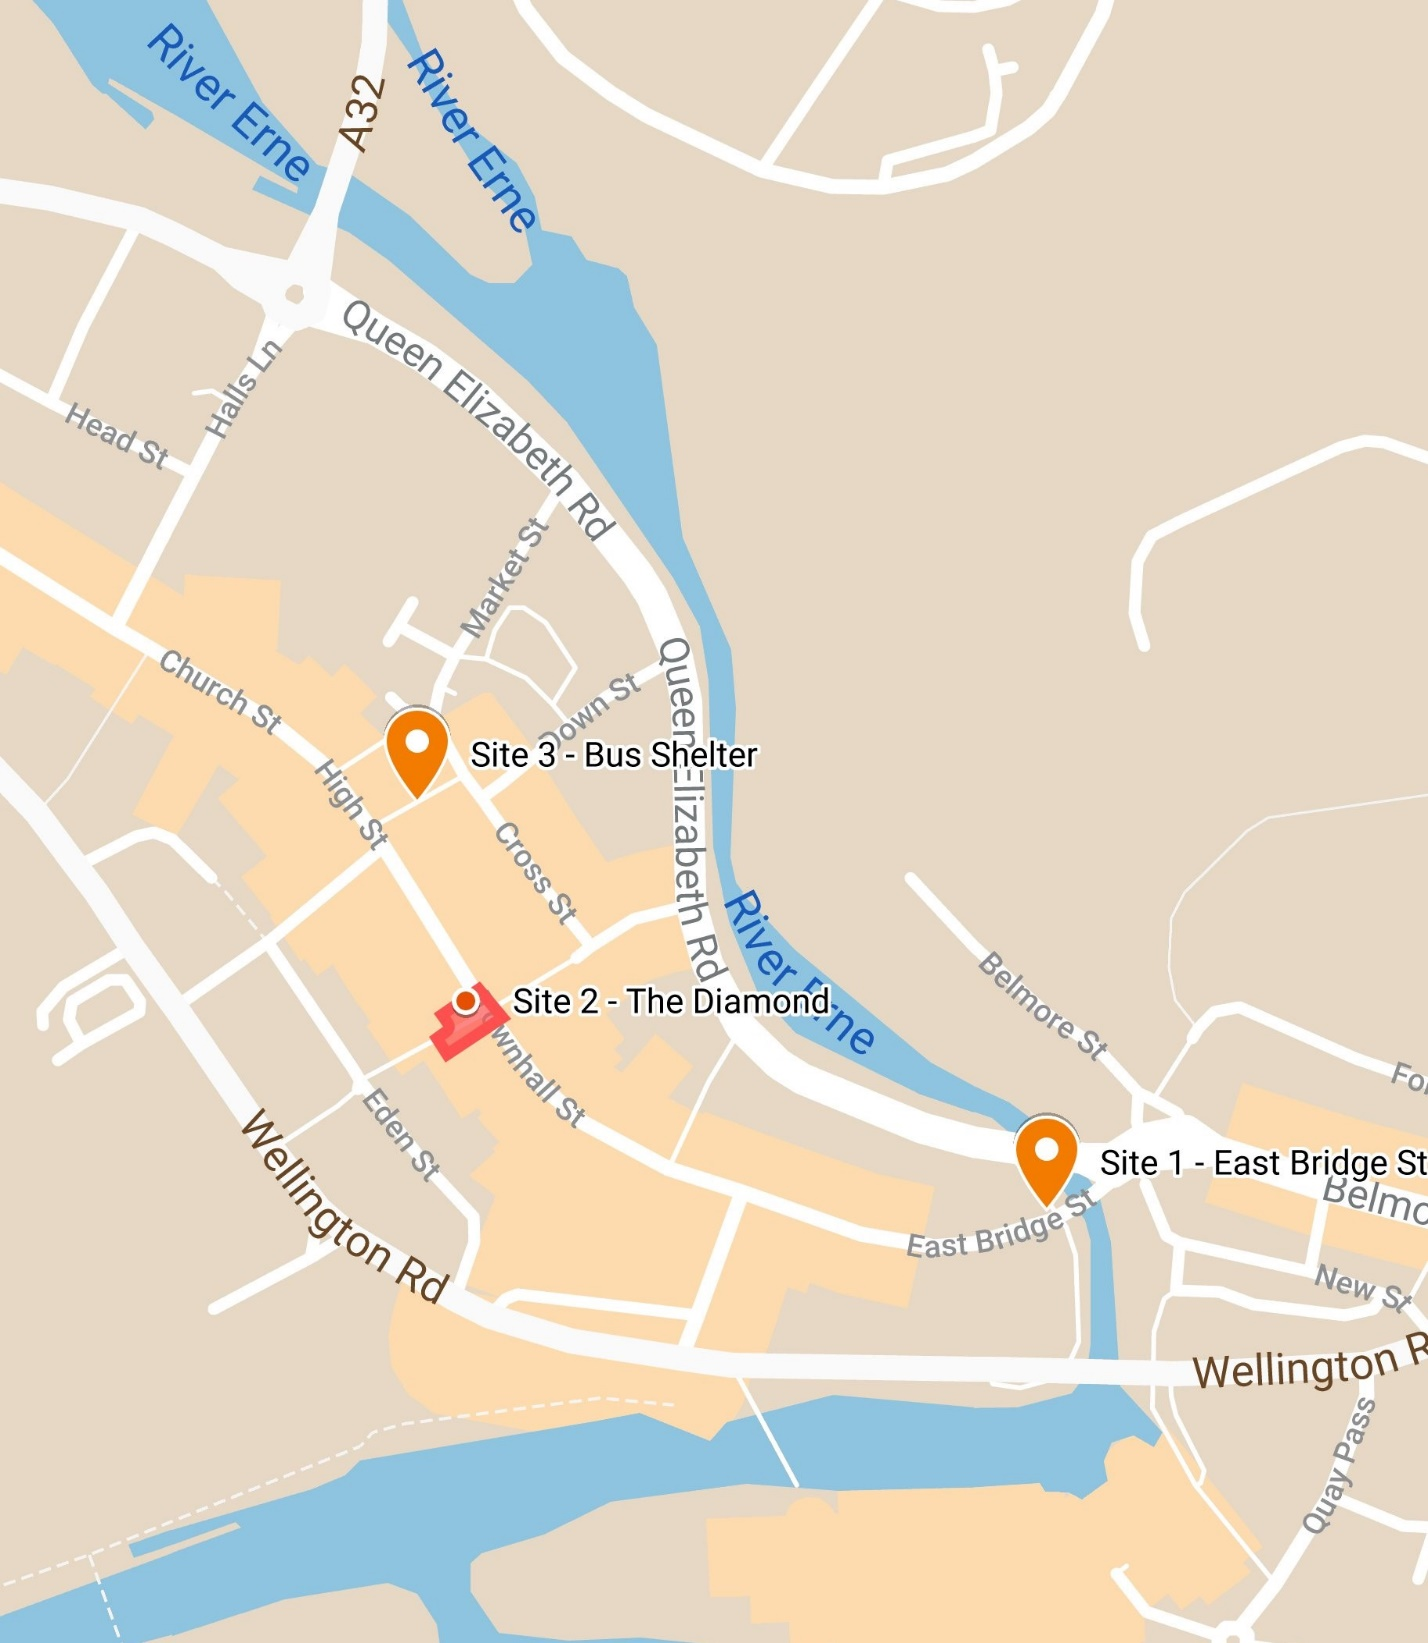 River Erne
A32
River Erne
Queen Elizabeth Rd
Halls Ln
Head St
Market St
Church St
Down St
Queen Elizabeth Rd
Site 3 - Bus Shelter
High St
Cross St
River Erne
Site 2 - The Diamond
Belmore St
wnhall St
For
Eden St
Wellington Rd
Site 1 - East Bridge St
Belmo
East Bridge St
New St
Wellington R
Quay Pass